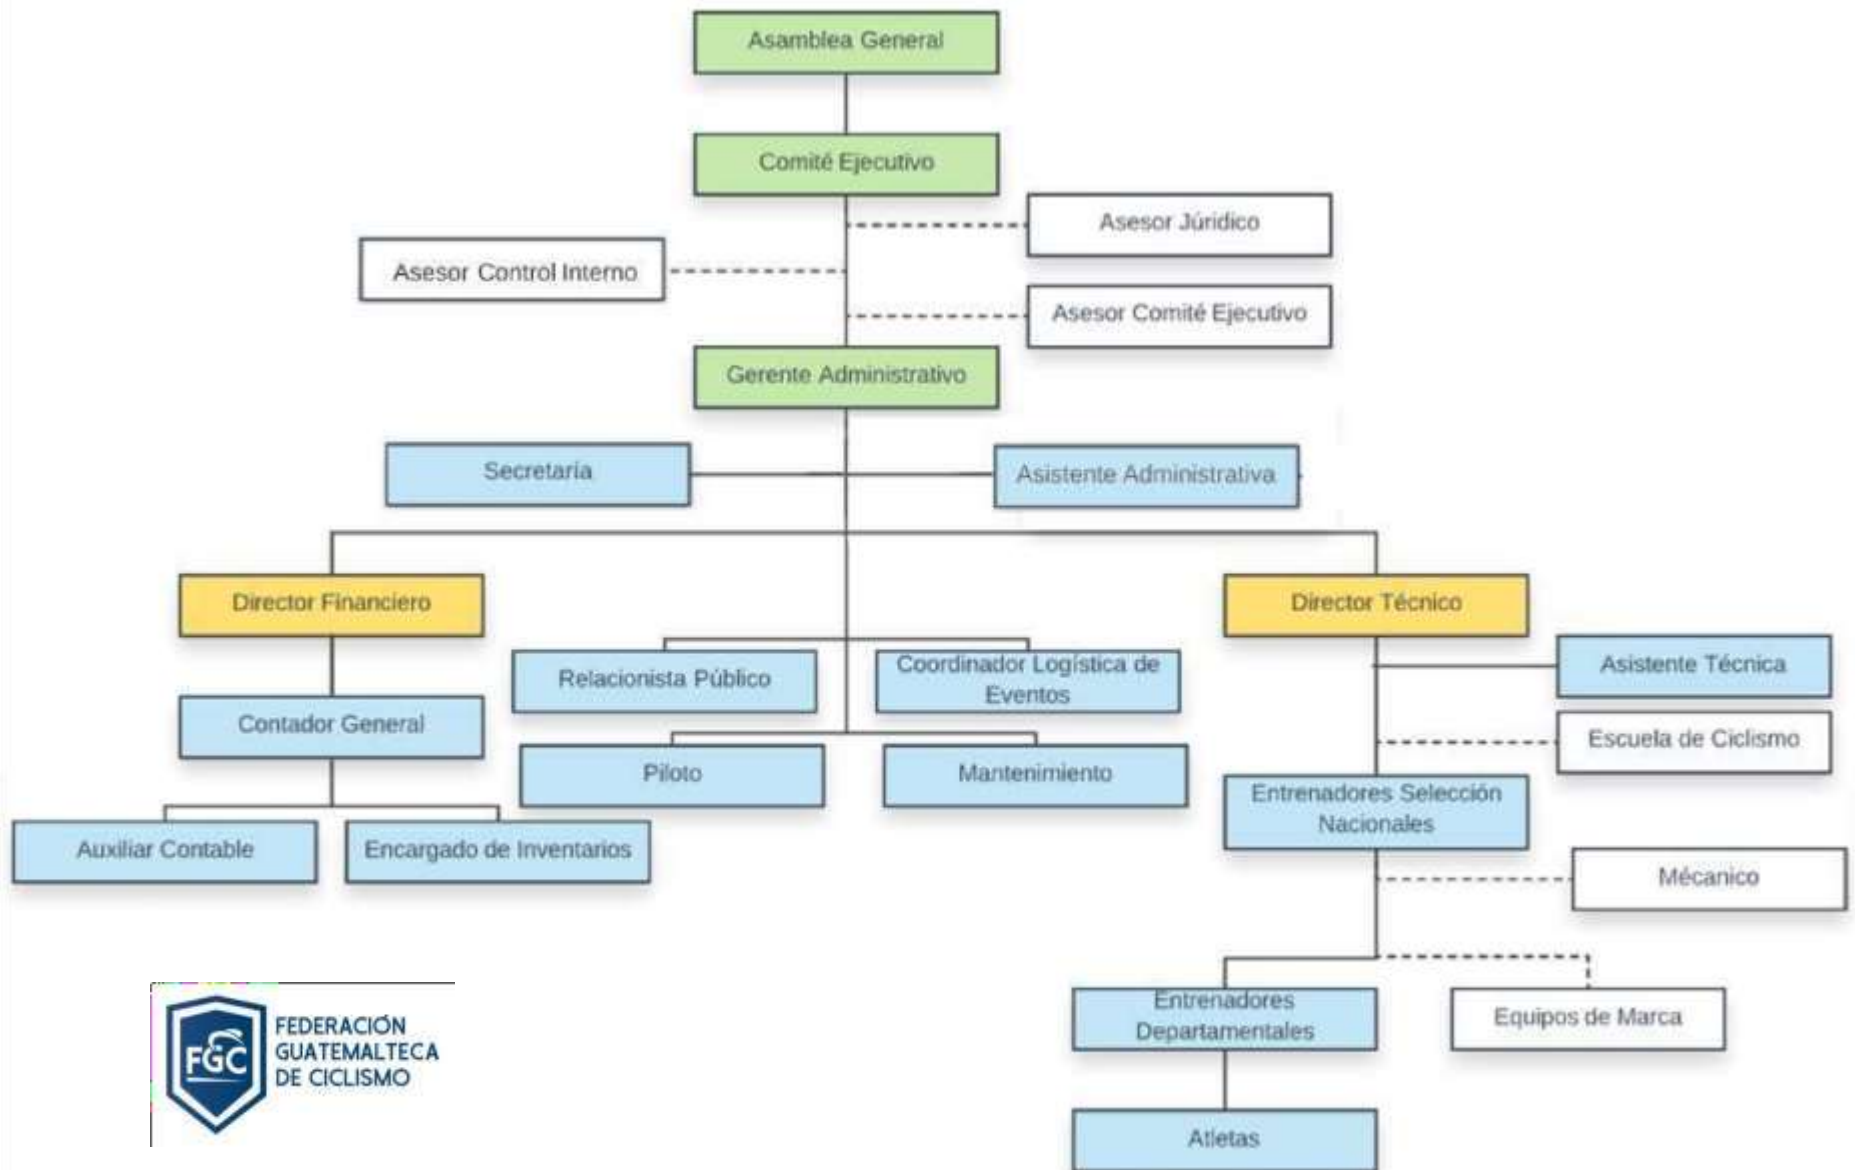 Asamblea General
Comité Ejecutivo
Asesor Júridico
Asesor Control Interno
Asesor Comité Ejecutivo
Gerente Administrativo
Secretaria
Asistente Administrativa
Director Financiero
Director Técnico
Relacionista Público
Coordinador Logística de
Eventos
Asistente Técnica
Contador General
Escuela de Ciclismo
Piloto
Mantenimiento
Entrenadores Selección
Nacionales
Auxiliar Contable
Encargado de Inventarios
Mécanico
Entrenadores
Departamentales
Equipos de Marca
Atletas
FGC
FEDERACIÓN
GUATEMALTECA
DE CICLISMO